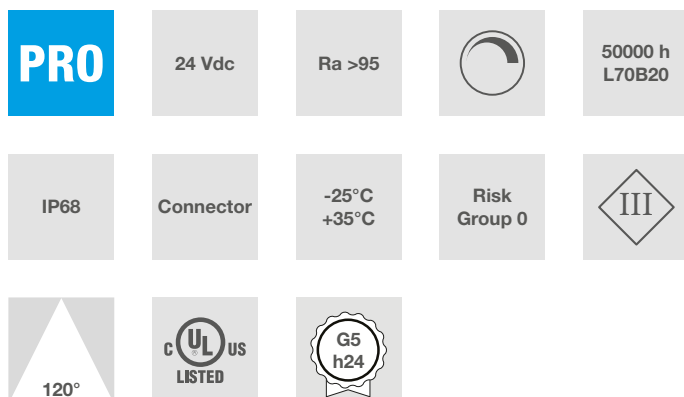 PRO
24 Vdc
Ra >95
50000 h
L70B20
IP68
Connector
-25°C
+35°C
Risk
Group 0
III
120°
C UL US
®
LISTED
G5
h24